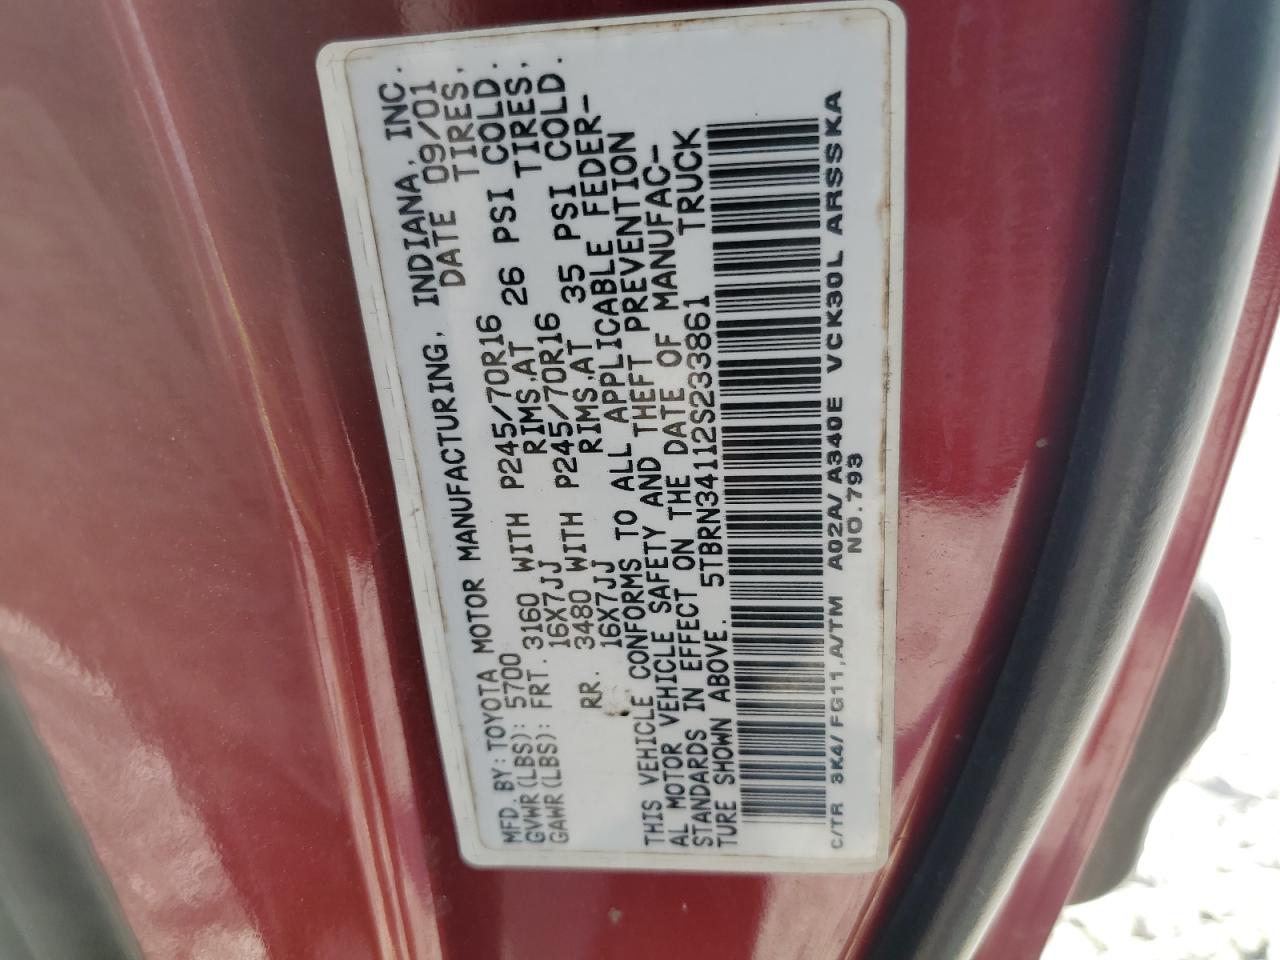 MFD. BY: TOYOTA MOTOR MANUFACTURING, INDIANA, INC.
GVWR(LBS): 5700 DATE 09/01
GAWR(LBS): FRT. 3160 WITH P245/70R16 TIRES,
16X7JJ RIMS,AT 26 PSI COLD.
RR. 3480 WITH P245/70R16 TIRES,
16X7JJ RIMS,AT 35 PSI COLD.
THIS VEHICLE CONFORMS TO ALL APPLICABLE FEDER-
AL MOTOR VEHICLE SAFETY AND THEFT PREVENTION
STANDARDS IN EFFECT ON THE DATE OF MANUFAC-
TURE SHOWN ABOVE. 5TBRN34112S233861 TRUCK
C/TR 3K4/FG11,A/TM A02A/A340E VCK30L ARSSKA
NO.793